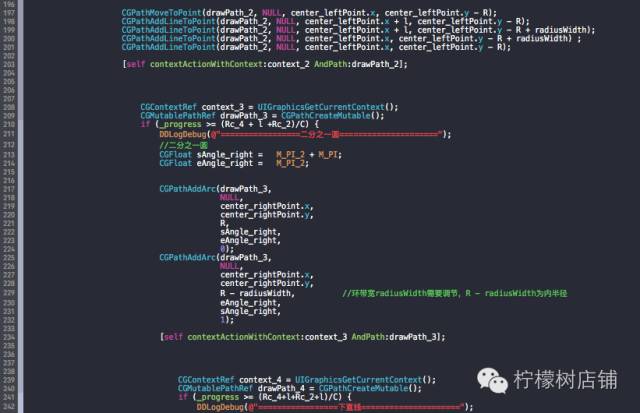 196
197 CGPathMoveToPoint(drawPath_2, NULL, center_leftPoint.x, center_leftPoint.y - R);
198 CGPathAddLineToPoint(drawPath_2, NULL, center_leftPoint.x + l, center_leftPoint.y - R);
199 CGPathAddLineToPoint(drawPath_2, NULL, center_leftPoint.x + l, center_leftPoint.y - R + radiusWidth);
200 CGPathAddLineToPoint(drawPath_2, NULL, center_leftPoint.x, center_leftPoint.y - R + radiusWidth) ;
201 CGPathAddLineToPoint(drawPath_2, NULL, center_leftPoint.x, center_leftPoint.y - R);
202
203 [self contextActionWithContext:context_2 AndPath:drawPath_2];
204
205
206
207
208 CGContextRef context_3 = UIGraphicsGetCurrentContext();
209 CGMutablePathRef drawPath_3 = CGPathCreateMutable();
210 if (_progress >= (Rc_4 + l +Rc_2)/C) {
211 DDLogDebug(@"=================二分之一圆=====================");
212 //二分之一圆
213 CGFloat sAngle_right = M_PI_2 + M_PI;
214 CGFloat eAngle_right = M_PI_2;
215
216
217 CGPathAddArc(drawPath_3,
218 NULL,
219 center_rightPoint.x,
220 center_rightPoint.y,
221 R,
222 sAngle_right,
223 eAngle_right,
224 0);
225 CGPathAddArc(drawPath_3,
226 NULL,
227 center_rightPoint.x,
228 center_rightPoint.y,
229 R - radiusWidth, //环带宽radiusWidth需要调节，R - radiusWidth为内半径
230 eAngle_right,
231 sAngle_right,
232 1);
233
234 [self contextActionWithContext:context_3 AndPath:drawPath_3];
235
236
237
238
239 CGContextRef context_4 = UIGraphicsGetCurrentContext();
240 CGMutablePathRef drawPath_4 = CGPathCreateMutable();
241 if (_progress >= (Rc_4+l+Rc_2+l)/C) {
242 DDLogDebug(@"=================下直线=====================");
柠檬树店铺